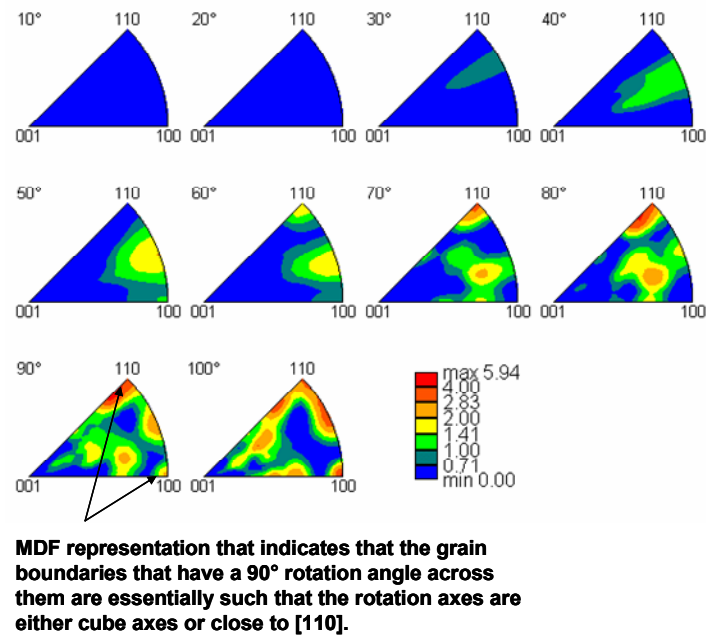 10° 110 20° 110 30° 110 40° 110
001 100 001 100 001 100 001 100
50° 110 60° 110 70° 110 80° 110
001 100 001 100 001 100 001 100
90° 110 100° 110
001 100 001 100
max 5.94
4.00
2.83
2.00
1.41
1.00
0.71
min 0.00
MDF representation that indicates that the grain
boundaries that have a 90° rotation angle across
them are essentially such that the rotation axes are
either cube axes or close to [110].